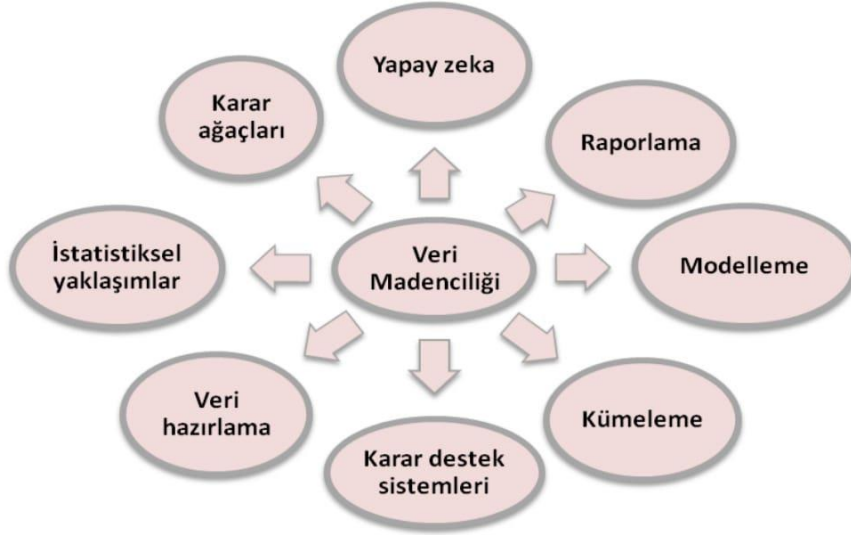 Yapay zeka
Karar
ağaçları
Raporlama
İstatistiksel
yaklaşımlar
Veri
Madenciliği
Modelleme
Veri
hazırlama
Kümeleme
Karar destek
sistemleri